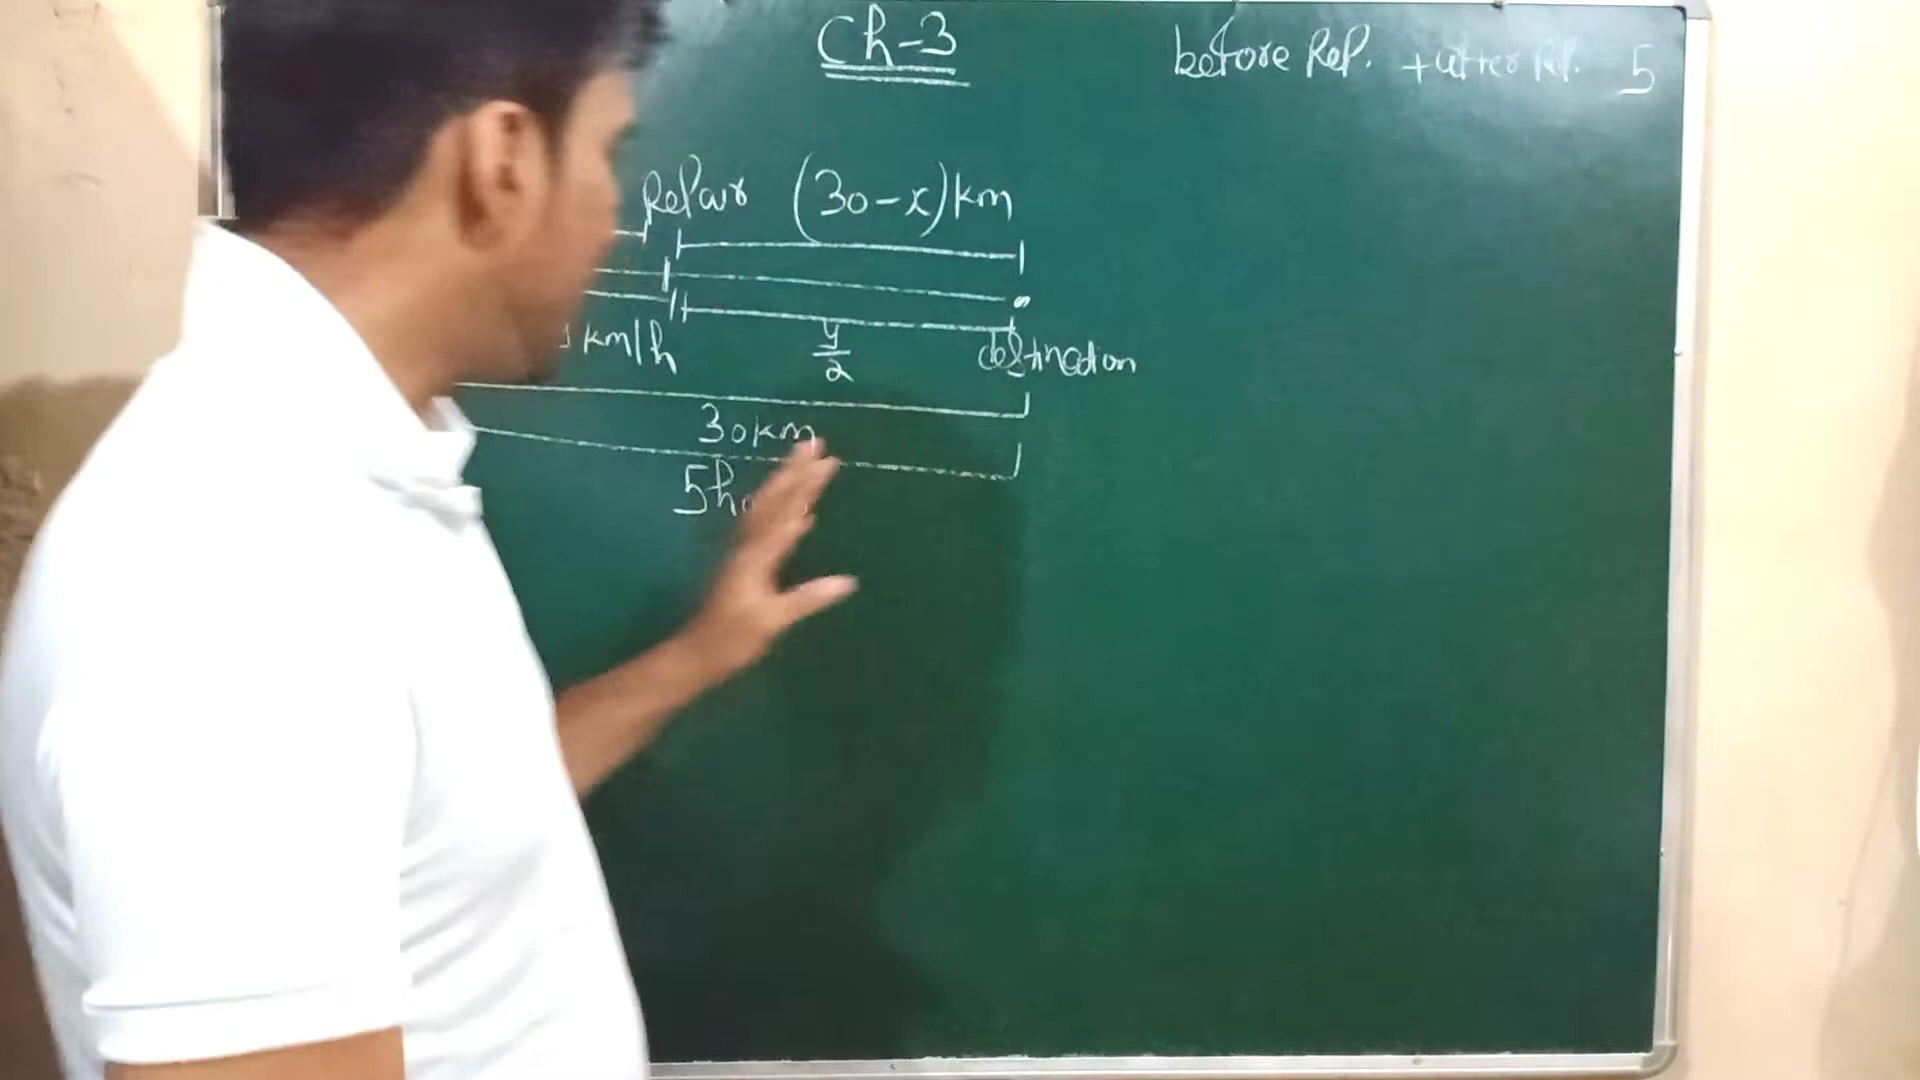 Ch-3
before Rep. + after Rep. 5
Repair (30-x)km
km/h
y/2
destination
30km
5h